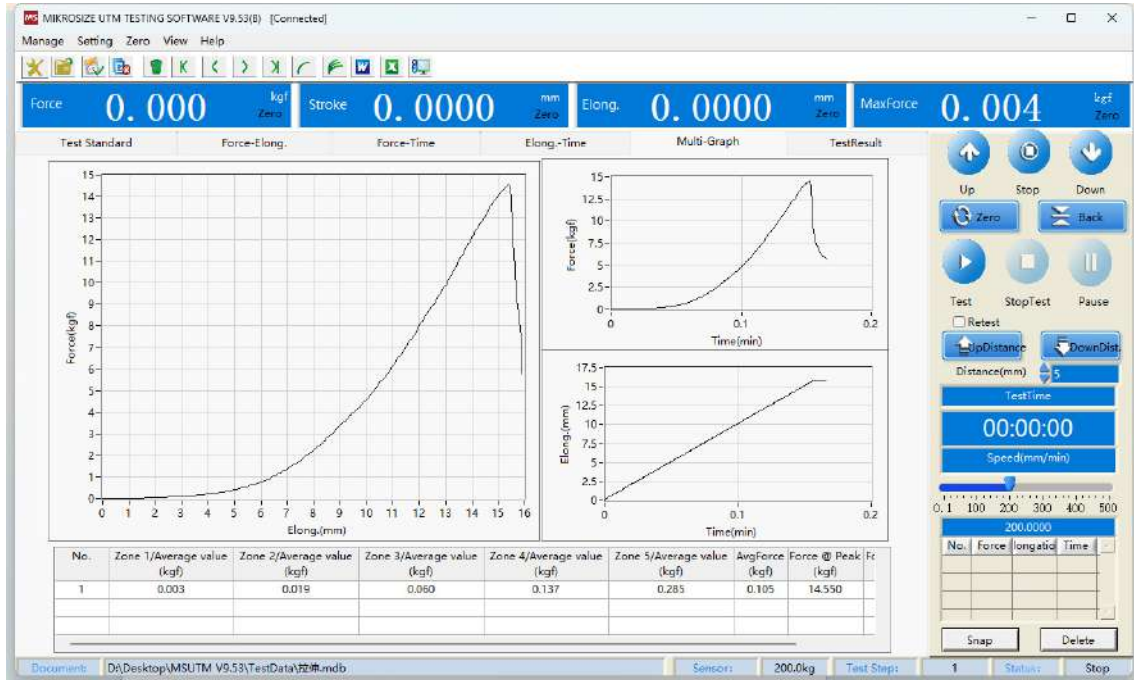 MS MIKROSIZE UTM TESTING SOFTWARE V9.53(B) [Connected]
Manage Setting Zero View Help
Force 0.000 kgf Zero Stroke 0.0000 mm Zero Elong. 0.0000 mm Zero MaxForce 0.004 kgf Zero
Test Standard Force-Elong. Force-Time Elong.-Time Multi-Graph TestResult
Up Stop Down
Zero Back
Test StopTest Pause
Retest
UpDistance DownDist.
Distance(mm) 5
TestTime
00:00:00
Speed(mm/min)
0.1 100 200 300 400 500
200.0000
No. Force longatio Time
Snap Delete
Force(kgf)
15
14
13
12
11
10
9
8
7
6
5
4
3
2
1
0
0 1 2 3 4 5 6 7 8 9 10 11 12 13 14 15 16
Elong.(mm)
Force(kgf)
15
12.5
10
7.5
5
2.5
0
0 0.1 0.2
Time(min)
Elong.(mm)
17.5
15
12.5
10
7.5
5
2.5
0
0 0.1 0.2
Time(min)
No. Zone 1/Average value Zone 2/Average value Zone 3/Average value Zone 4/Average value Zone 5/Average value AvgForce Force @ Peak Fo
(kgf) (kgf) (kgf) (kgf) (kgf) (kgf) (kgf)
1 0.003 0.019 0.060 0.137 0.285 0.105 14.550
Document: D:\Desktop\MSUTM V9.53\TestData\拉伸.mdb Sensor: 200.0kg Test Step: 1 Status: Stop